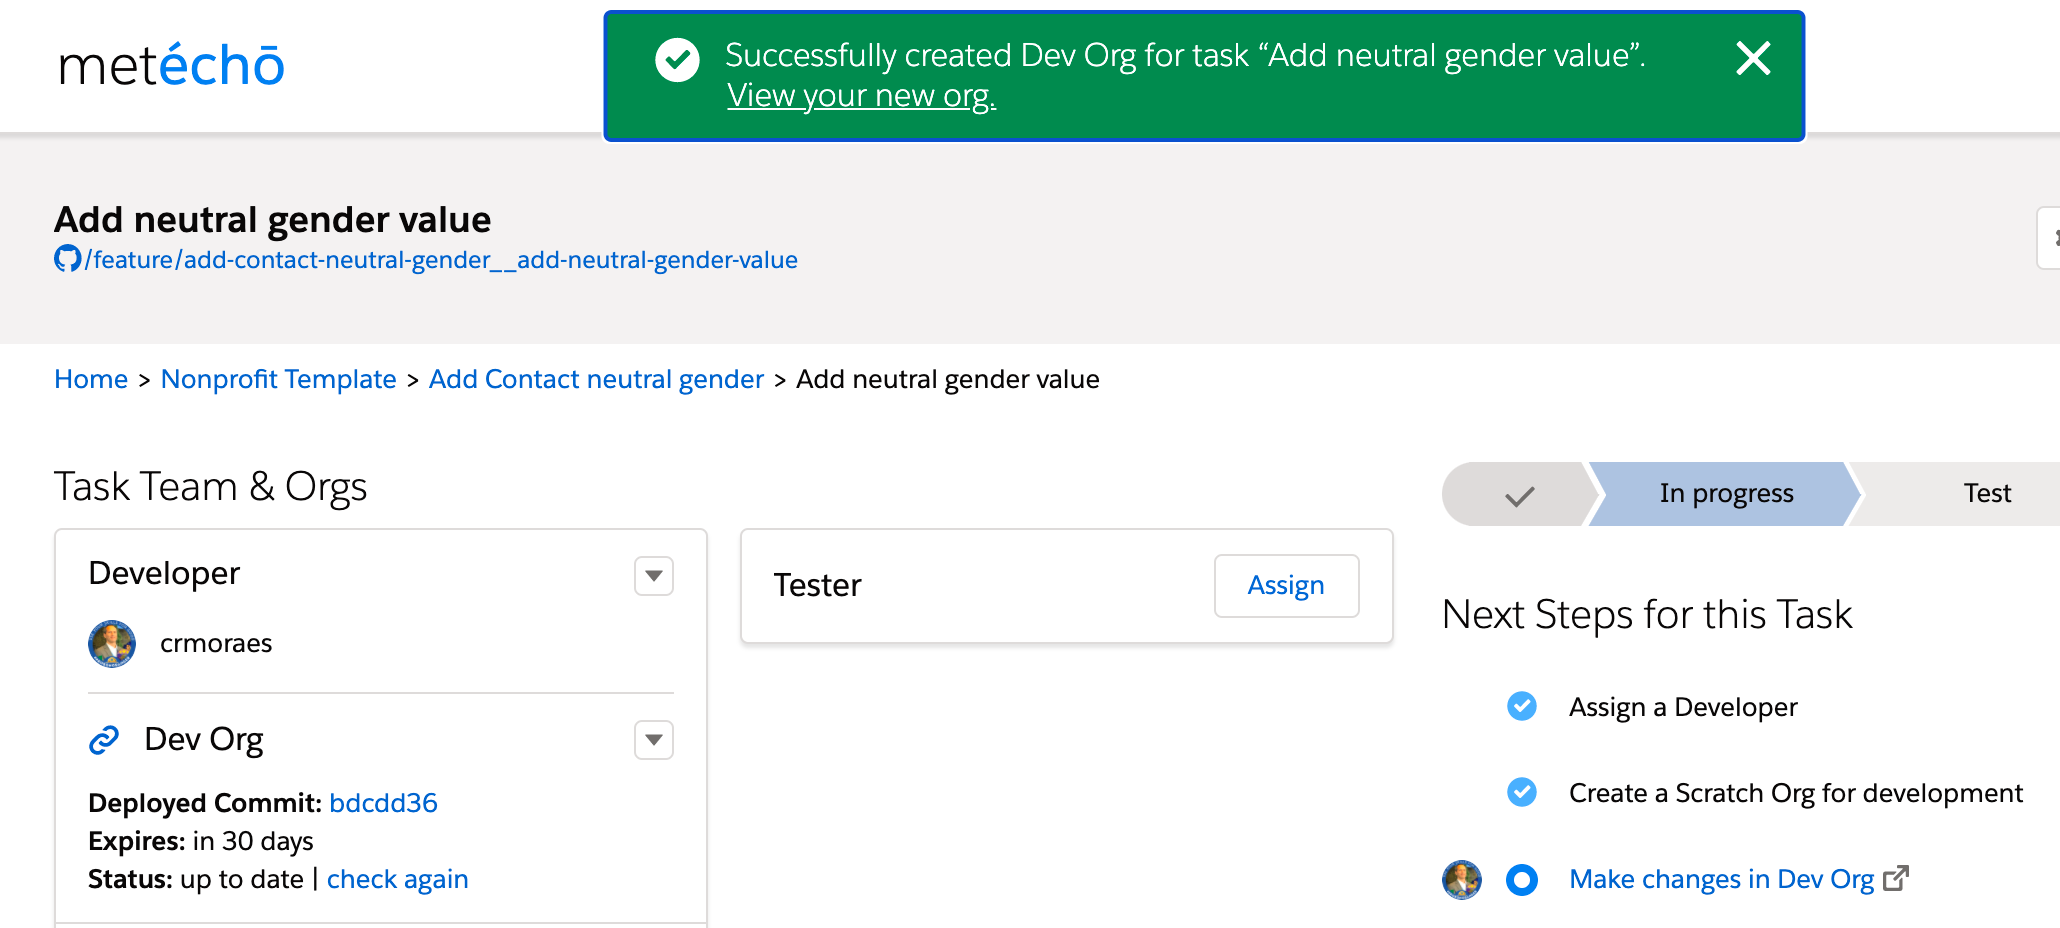 metéchō
Successfully created Dev Org for task “Add neutral gender value”.
View your new org.
Add neutral gender value
/feature/add-contact-neutral-gender__add-neutral-gender-value
Home > Nonprofit Template > Add Contact neutral gender > Add neutral gender value
Task Team & Orgs
Developer
crmoraes
Dev Org
Deployed Commit: bdcdd36
Expires: in 30 days
Status: up to date | check again
Tester
Assign
In progress
Test
Next Steps for this Task
Assign a Developer
Create a Scratch Org for development
Make changes in Dev Org